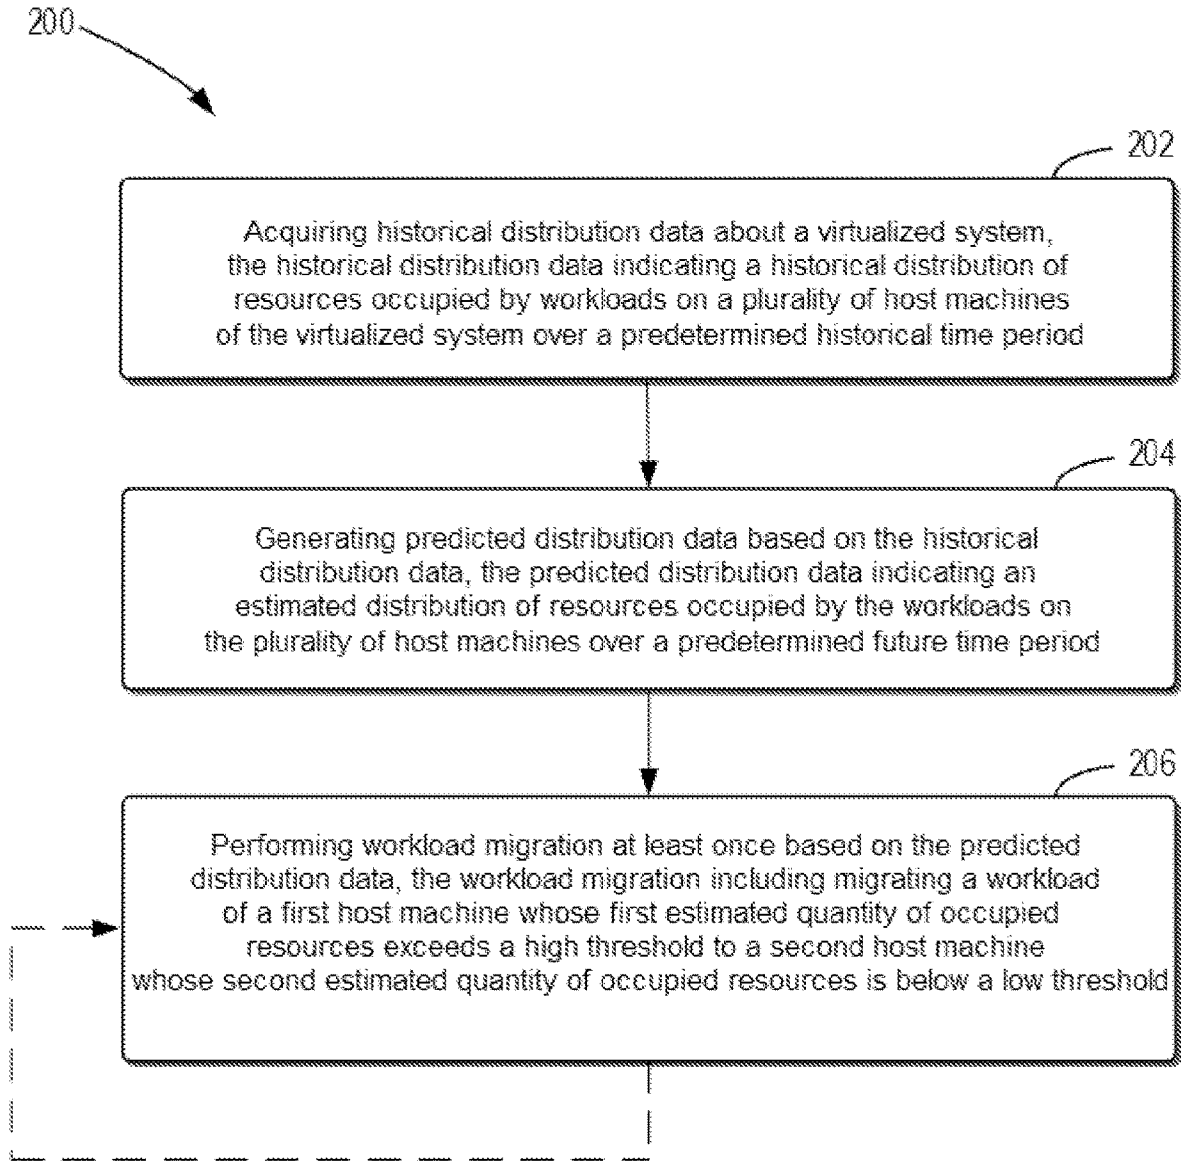 200
202
Acquiring historical distribution data about a virtualized system,
the historical distribution data indicating a historical distribution of
resources occupied by workloads on a plurality of host machines
of the virtualized system over a predetermined historical time period
204
Generating predicted distribution data based on the historical
distribution data, the predicted distribution data indicating an
estimated distribution of resources occupied by the workloads on
the plurality of host machines over a predetermined future time period
206
Performing workload migration at least once based on the predicted
distribution data, the workload migration including migrating a workload
of a first host machine whose first estimated quantity of occupied
resources exceeds a high threshold to a second host machine
whose second estimated quantity of occupied resources is below a low threshold